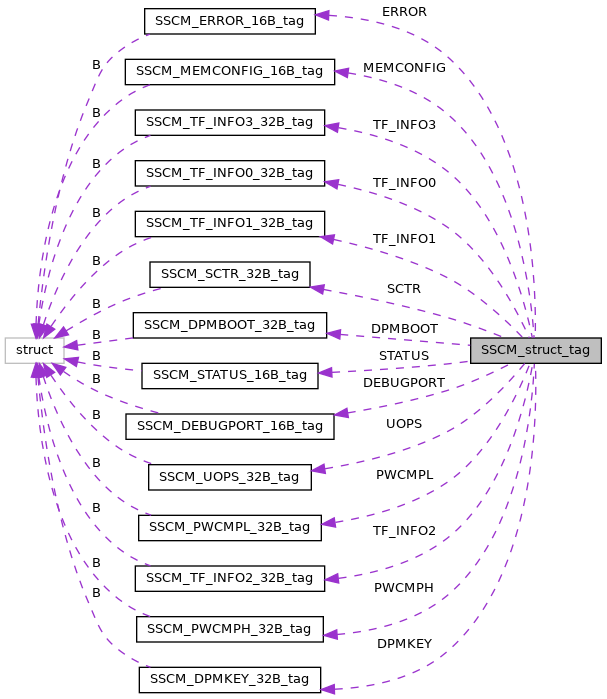 SSCM_ERROR_16B_tag
ERROR
B
SSCM_MEMCONFIG_16B_tag
MEMCONFIG
B
SSCM_TF_INFO3_32B_tag
TF_INFO3
B
SSCM_TF_INFO0_32B_tag
TF_INFO0
B
SSCM_TF_INFO1_32B_tag
TF_INFO1
B
SSCM_SCTR_32B_tag
SCTR
B
SSCM_DPMBOOT_32B_tag
DPMBOOT
B
struct
SSCM_struct_tag
STATUS
B
SSCM_STATUS_16B_tag
DEBUGPORT
B
SSCM_DEBUGPORT_16B_tag
UOPS
B
SSCM_UOPS_32B_tag
PWCMPL
B
SSCM_PWCMPL_32B_tag
TF_INFO2
B
SSCM_TF_INFO2_32B_tag
PWCMPH
B
SSCM_PWCMPH_32B_tag
DPMKEY
B
SSCM_DPMKEY_32B_tag